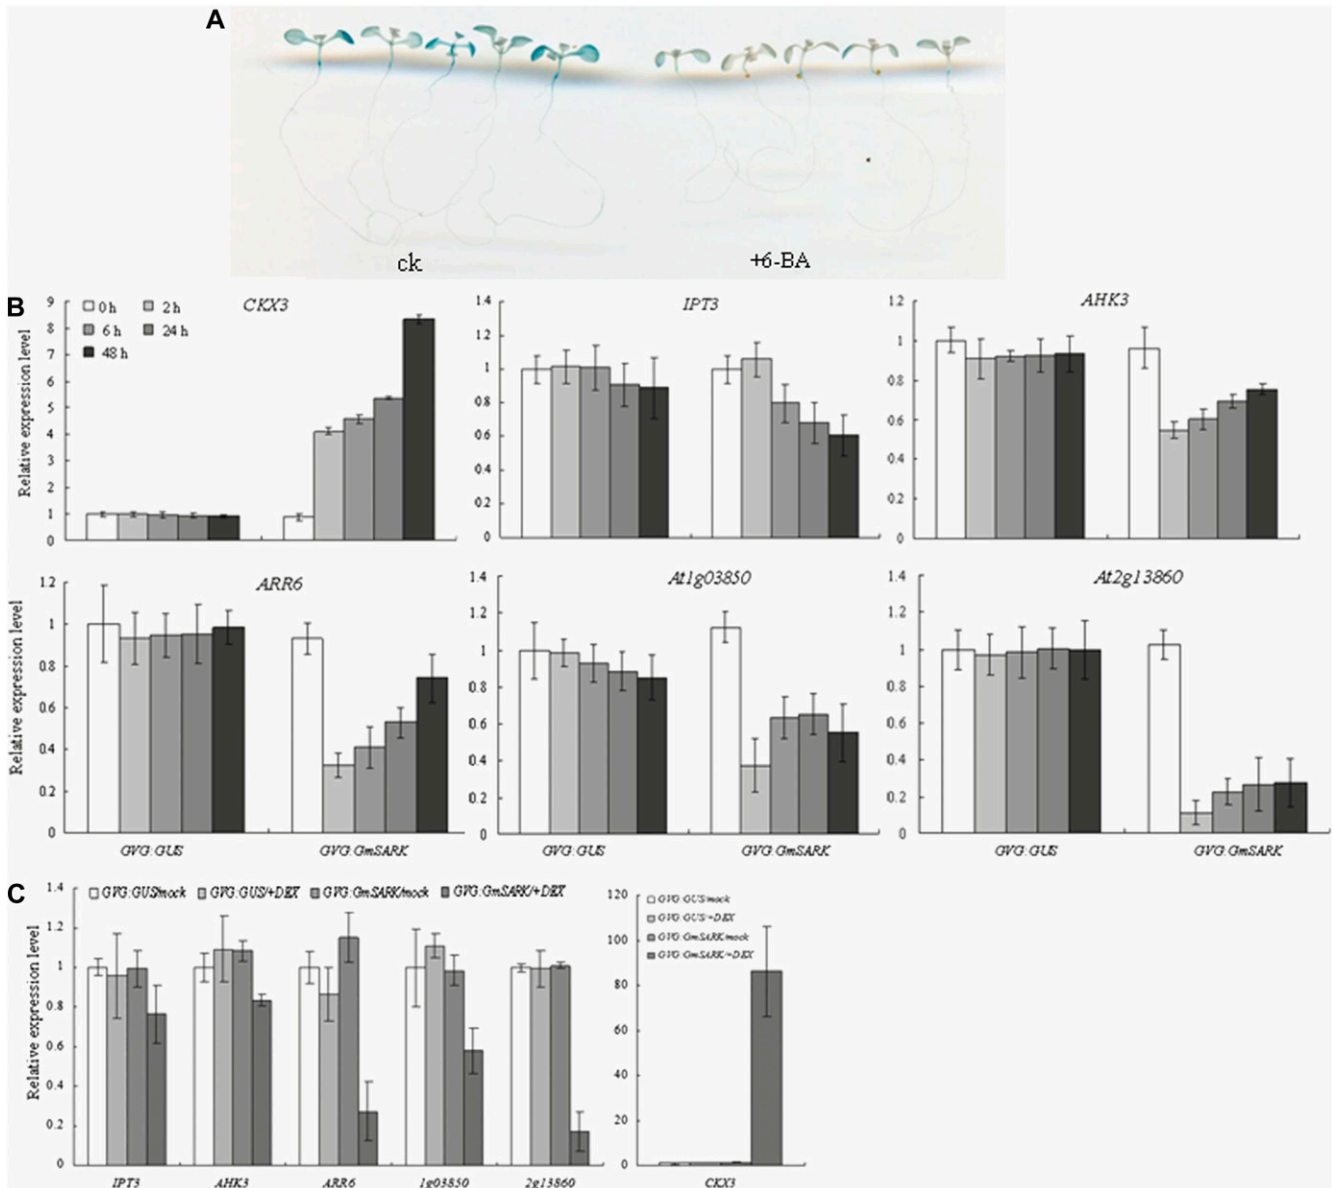 A
ck
+6-BA
B
CKX3
0 h 2 h
6 h 24 h
48 h
Relative expression level
9
8
7
6
5
4
3
2
1
0
IPT3
1.4
1.2
1
0.8
0.6
0.4
0.2
0
AHK3
1.2
1
0.8
0.6
0.4
0.2
0
ARR6
Relative expression level
1.2
1
0.8
0.6
0.4
0.2
0
GVG:GUS GVG:GmSARK
At1g03850
1.4
1.2
1
0.8
0.6
0.4
0.2
0
GVG:GUS GVG:GmSARK
At2g13860
1.4
1.2
1
0.8
0.6
0.4
0.2
0
GVG:GUS GVG:GmSARK
C
GVG:GUS/mock GVG:GUS/+DEX GVG:GmSARK/mock GVG:GmSARK/+DEX
Relative expression level
1.4
1.2
1
0.8
0.6
0.4
0.2
0
IPT3 AHK3 ARR6 1g03850 2g13860
GVG:GUS/mock
GVG:GUS/+DEX
GVG:GmSARK/mock
GVG:GmSARK/+DEX
120
100
80
60
40
20
0
CKX3